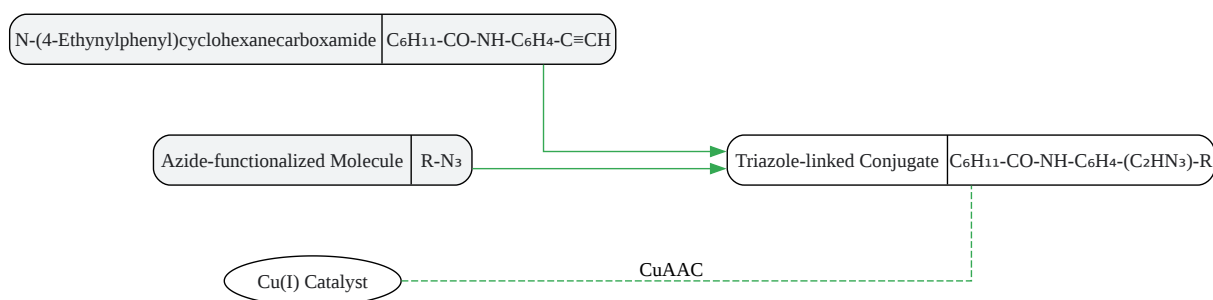 N-(4-Ethynylphenyl)cyclohexanecarboxamide C₆H₁₁-CO-NH-C₆H₄-C≡CH
Azide-functionalized Molecule R-N₃
Triazole-linked Conjugate C₆H₁₁-CO-NH-C₆H₄-(C₂HN₃)-R
Cu(I) Catalyst
CuAAC